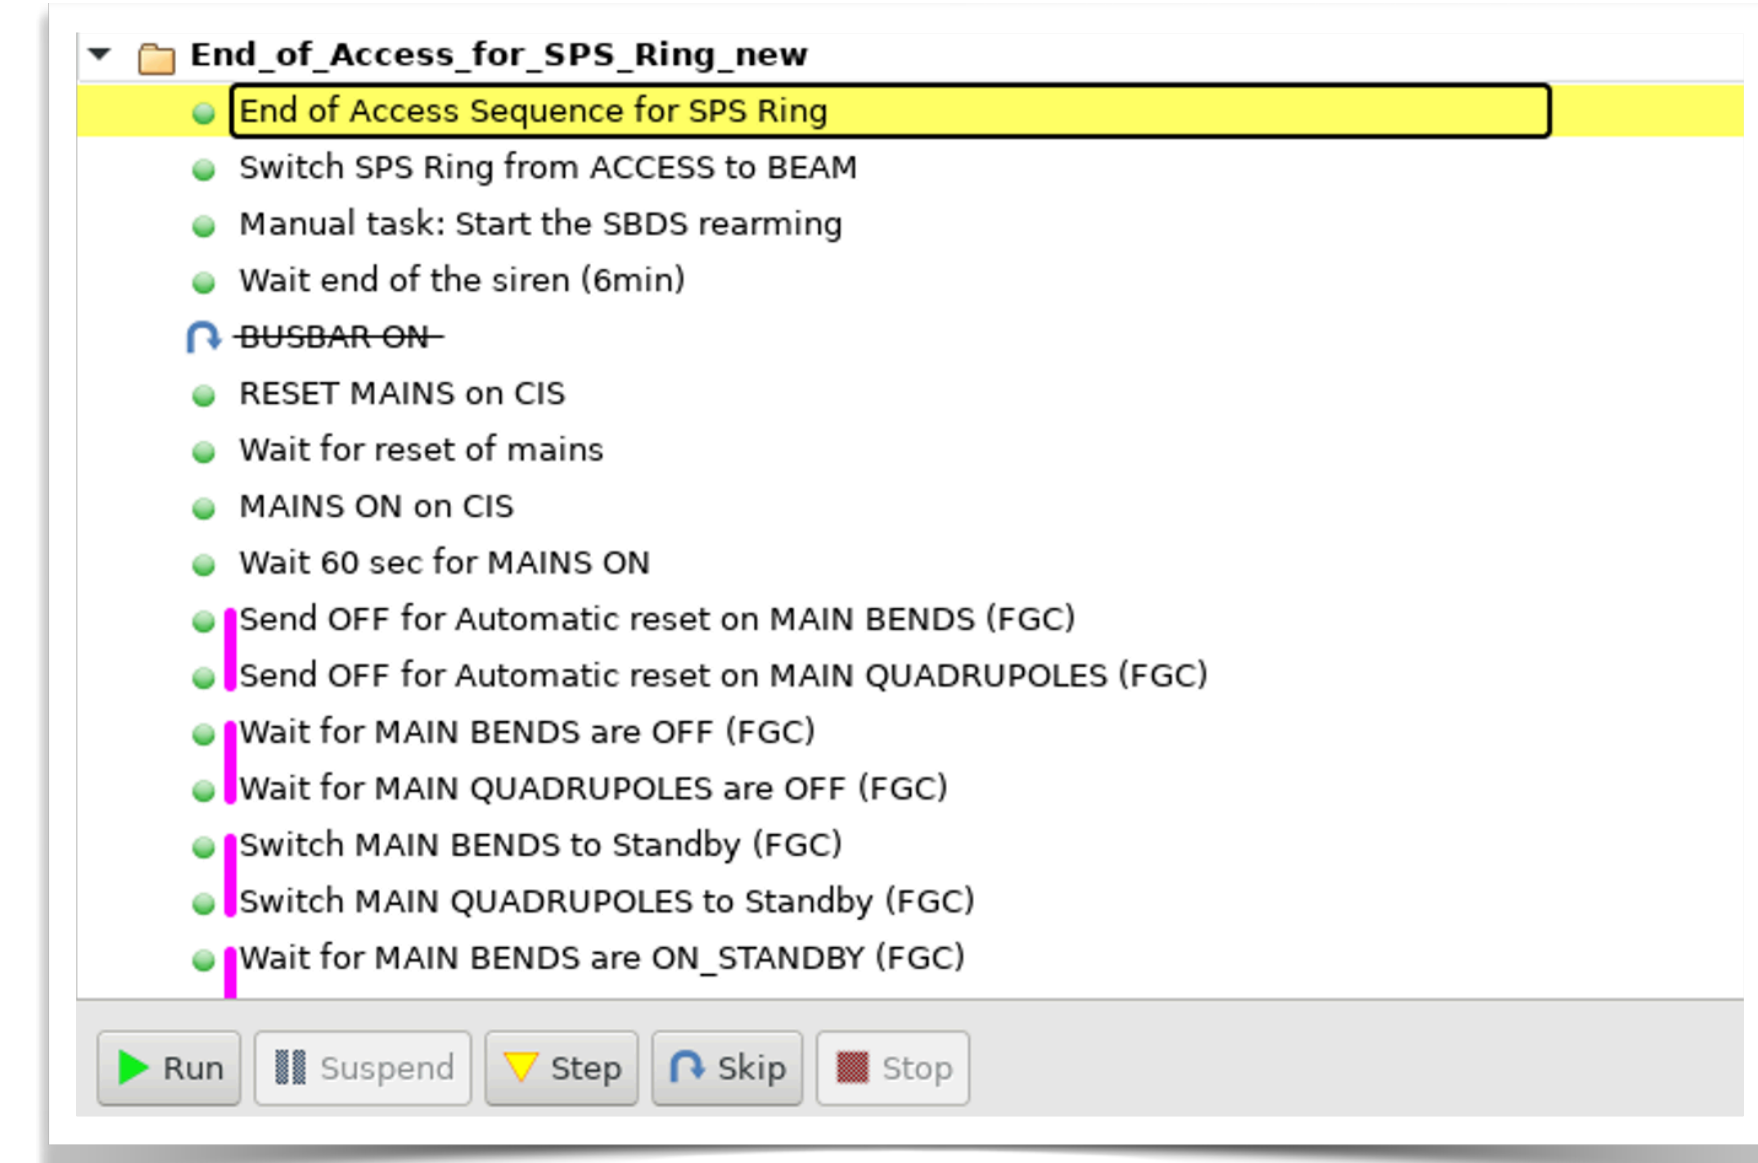 End_of_Access_for_SPS_Ring_new
End of Access Sequence for SPS Ring
Switch SPS Ring from ACCESS to BEAM
Manual task: Start the SBDS rearming
Wait end of the siren (6min)
BUSBAR ON
RESET MAINS on CIS
Wait for reset of mains
MAINS ON on CIS
Wait 60 sec for MAINS ON
Send OFF for Automatic reset on MAIN BENDS (FGC)
Send OFF for Automatic reset on MAIN QUADRUPOLES (FGC)
Wait for MAIN BENDS are OFF (FGC)
Wait for MAIN QUADRUPOLES are OFF (FGC)
Switch MAIN BENDS to Standby (FGC)
Switch MAIN QUADRUPOLES to Standby (FGC)
Wait for MAIN BENDS are ON_STANDBY (FGC)
Run Suspend Step Skip Stop